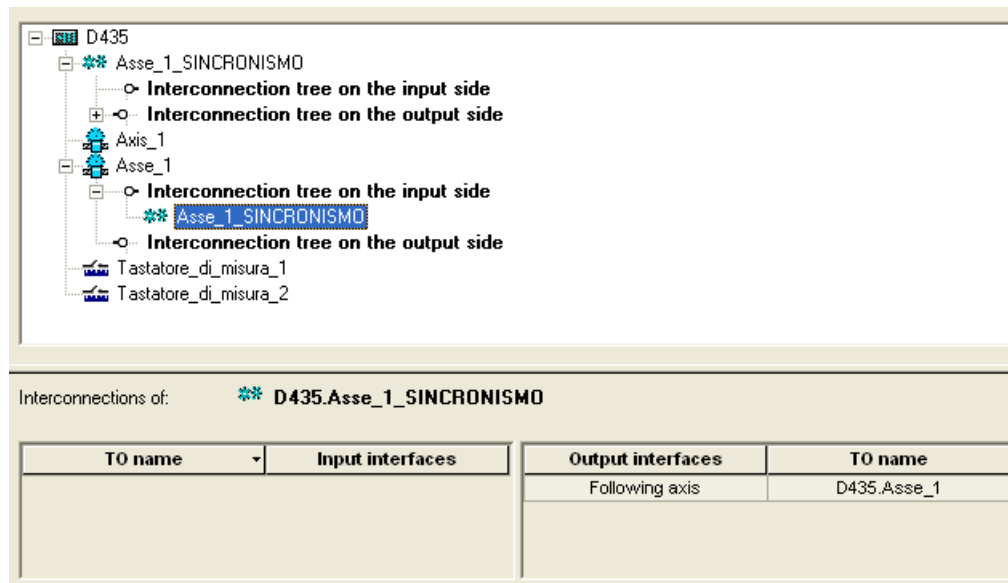 D435
Asse_1_SINCRONISMO
Interconnection tree on the input side
Interconnection tree on the output side
Axis_1
Asse_1
Interconnection tree on the input side
Asse_1_SINCRONISMO
Interconnection tree on the output side
Tastatore_di_misura_1
Tastatore_di_misura_2
Interconnections of: D435.Asse_1_SINCRONISMO
TO name Input interfaces Output interfaces TO name
Following axis D435.Asse_1